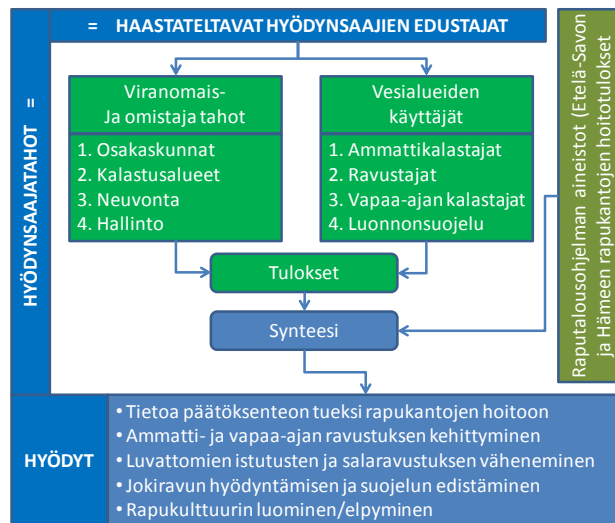 = HAASTATELTAVAT HYÖDYNSAAJIEN EDUSTAJAT
HYÖDYNSAAJATAHOT =
Viranomais-
Ja omistaja tahot
1. Osakaskunnat
2. Kalastusalueet
3. Neuvonta
4. Hallinto
Vesialueiden
käyttäjät
1. Ammattikalastajat
2. Ravustajat
3. Vapaa-ajan kalastajat
4. Luonnonsuojelu
Raputalousohjelman aineistot (Etelä-Savon
ja Hämeen rapukantojen hoitotulokset
Tulokset
Synteesi
HYÖDYT
• Tietoa päätöksenteon tueksi rapukantojen hoitoon
• Ammatti- ja vapaa-ajan ravustuksen kehittyminen
• Luvattomien istutusten ja salaravustuksen väheneminen
• Jokiravun hyödyntämisen ja suojelun edistäminen
• Rapukulttuurin luominen/elpyminen